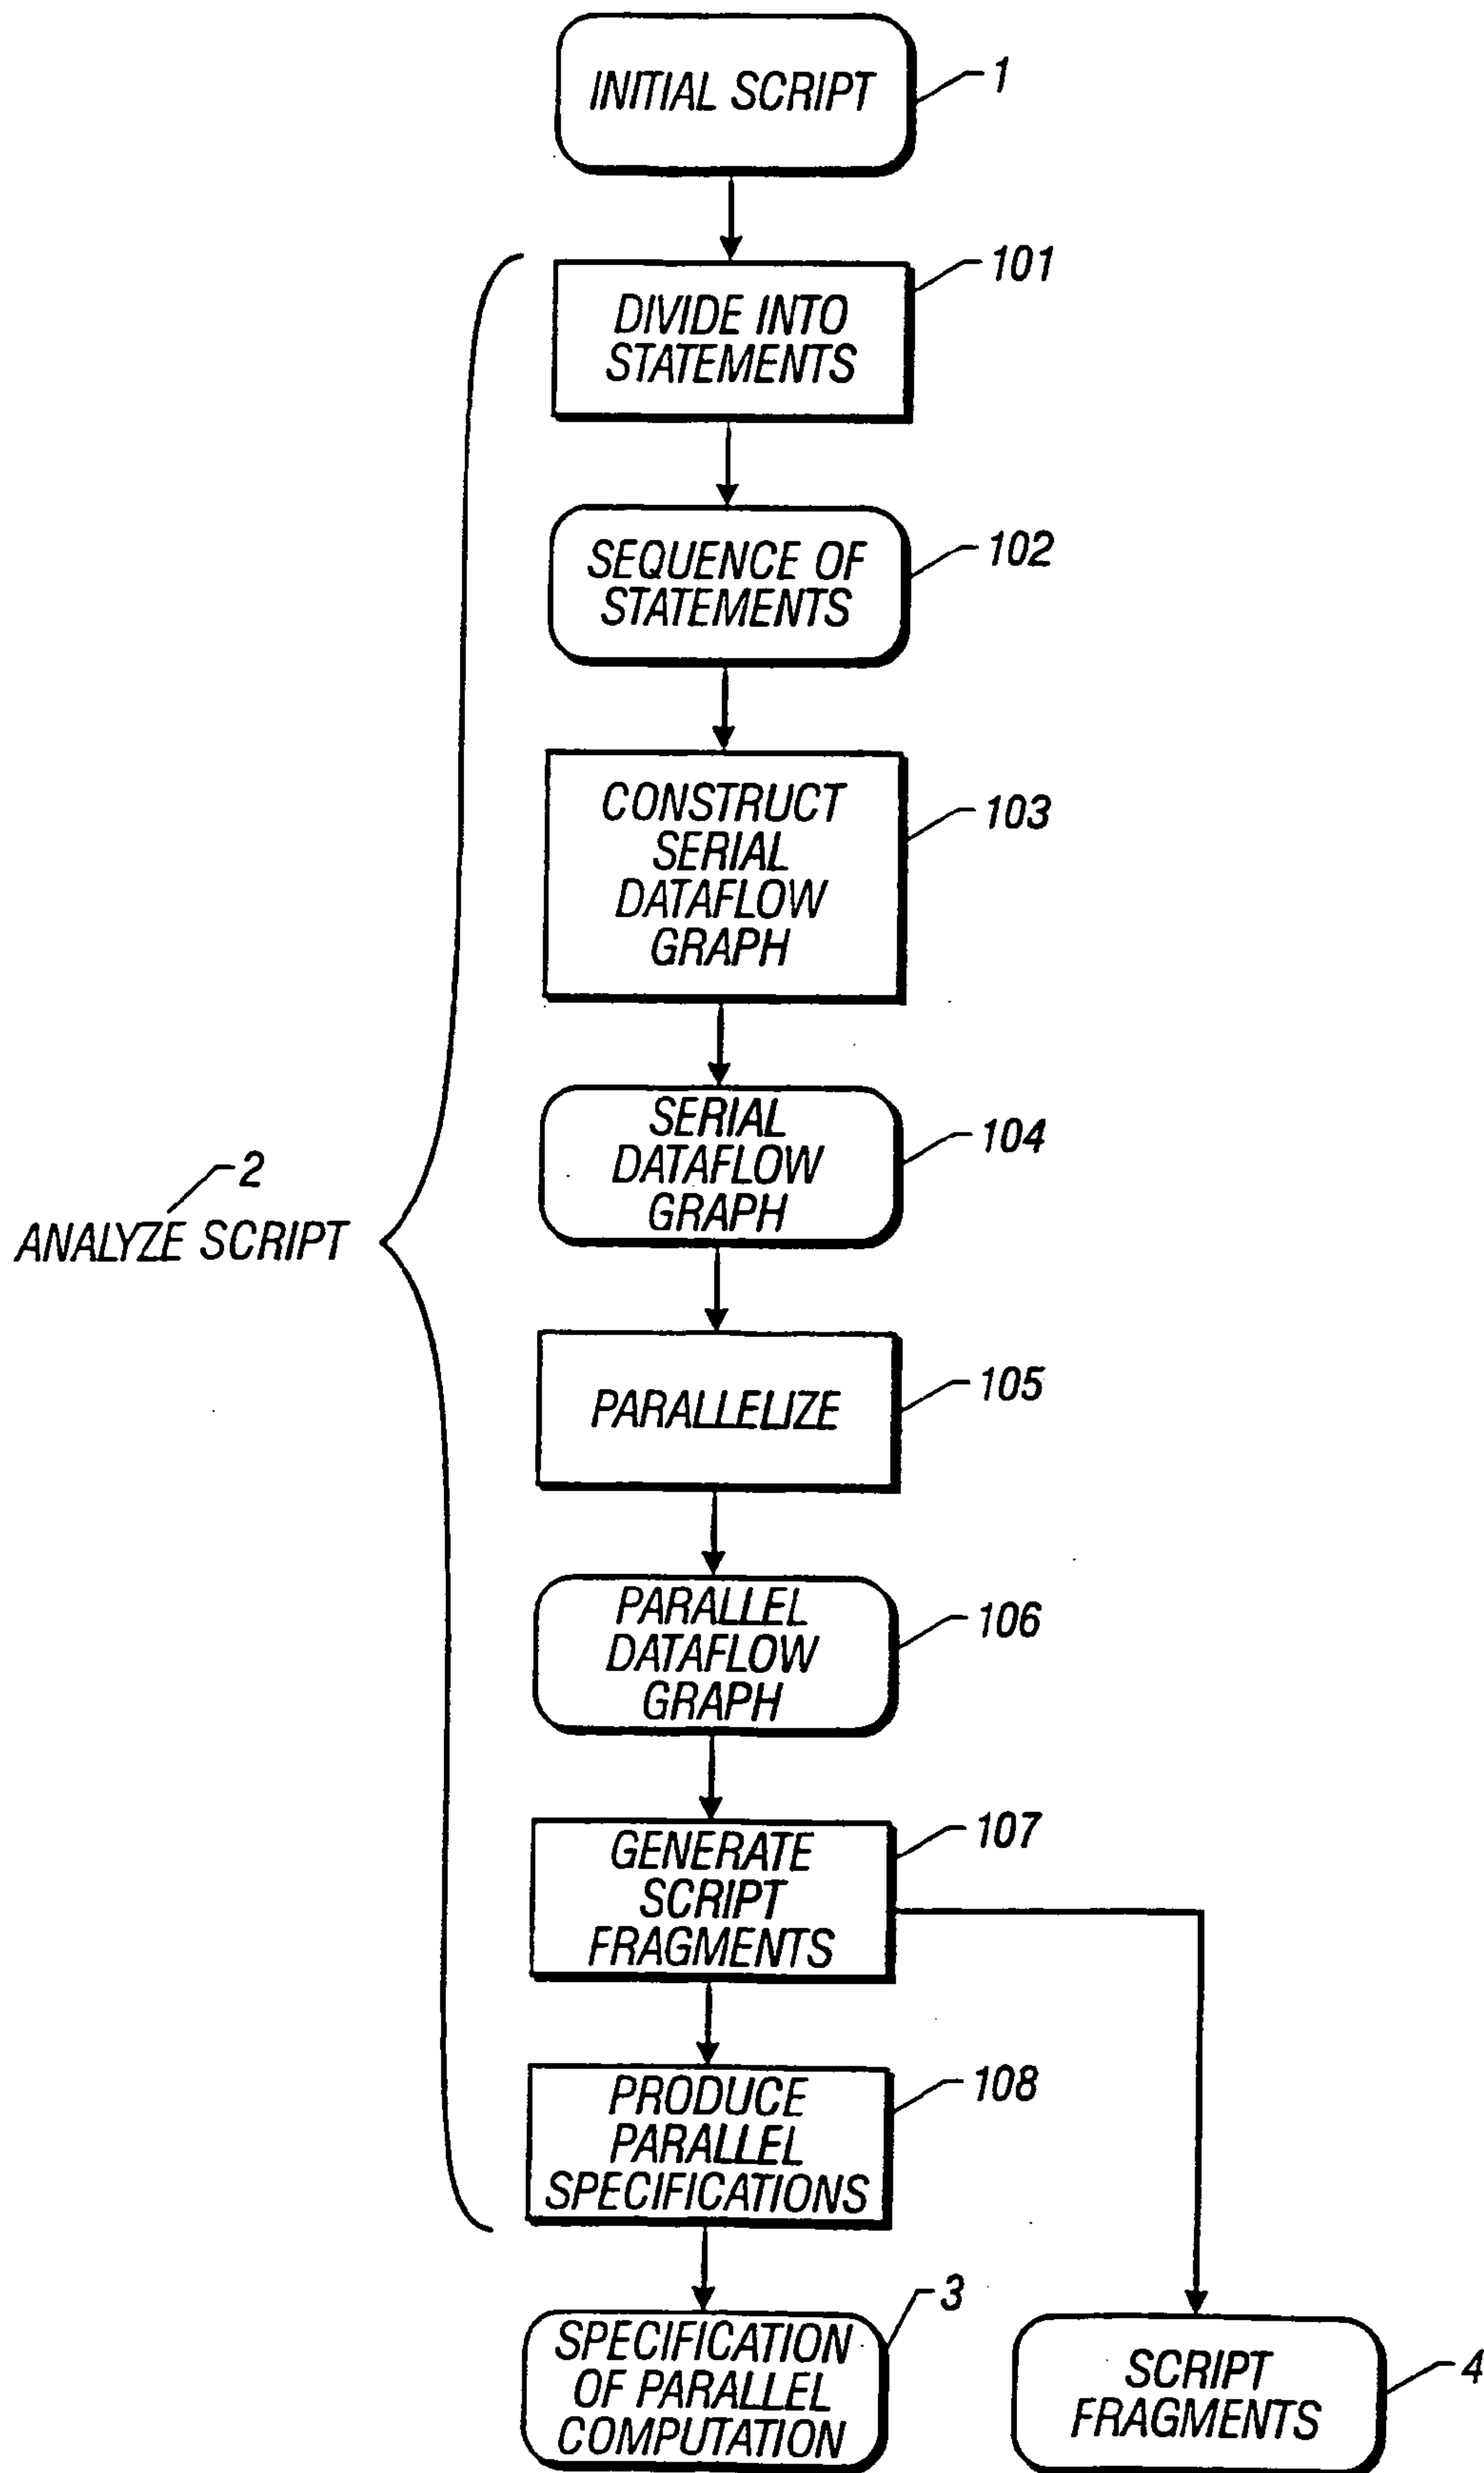 INITIAL SCRIPT
1
DIVIDE INTO
STATEMENTS
101
SEQUENCE OF
STATEMENTS
102
CONSTRUCT
SERIAL
DATAFLOW
GRAPH
103
SERIAL
DATAFLOW
GRAPH
104
2
ANALYZE SCRIPT
PARALLELIZE
105
PARALLEL
DATAFLOW
GRAPH
106
GENERATE
SCRIPT
FRAGMENTS
107
PRODUCE
PARALLEL
SPECIFICATIONS
108
SPECIFICATION
OF PARALLEL
COMPUTATION
3
SCRIPT
FRAGMENTS
4